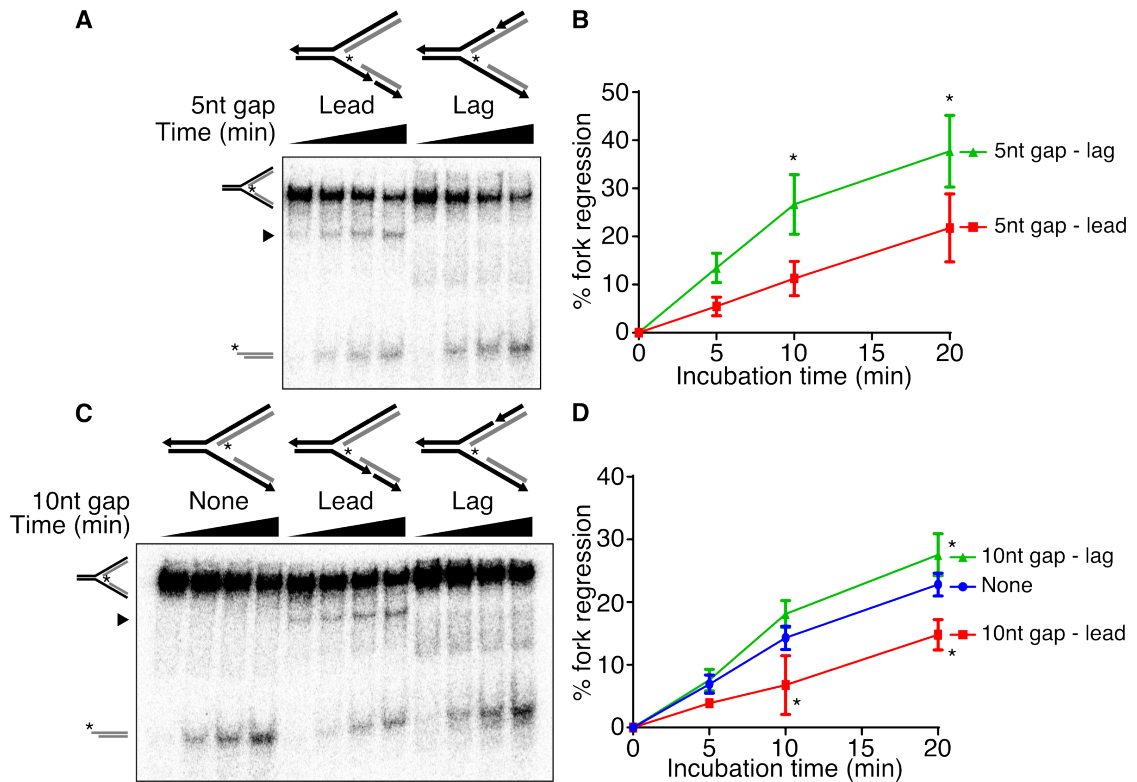 A
5nt gap Lead Lag
Time (min)
*
*
*
*
B
% fork regression
50
40
30
20
10
0
0 5 10 15 20
Incubation time (min)
*
*
5nt gap - lag
5nt gap - lead
C
10nt gap None Lead Lag
Time (min)
*
*
*
*
*
D
% fork regression
40
30
20
10
0
0 5 10 15 20
Incubation time (min)
*
*
*
10nt gap - lag
None
10nt gap - lead